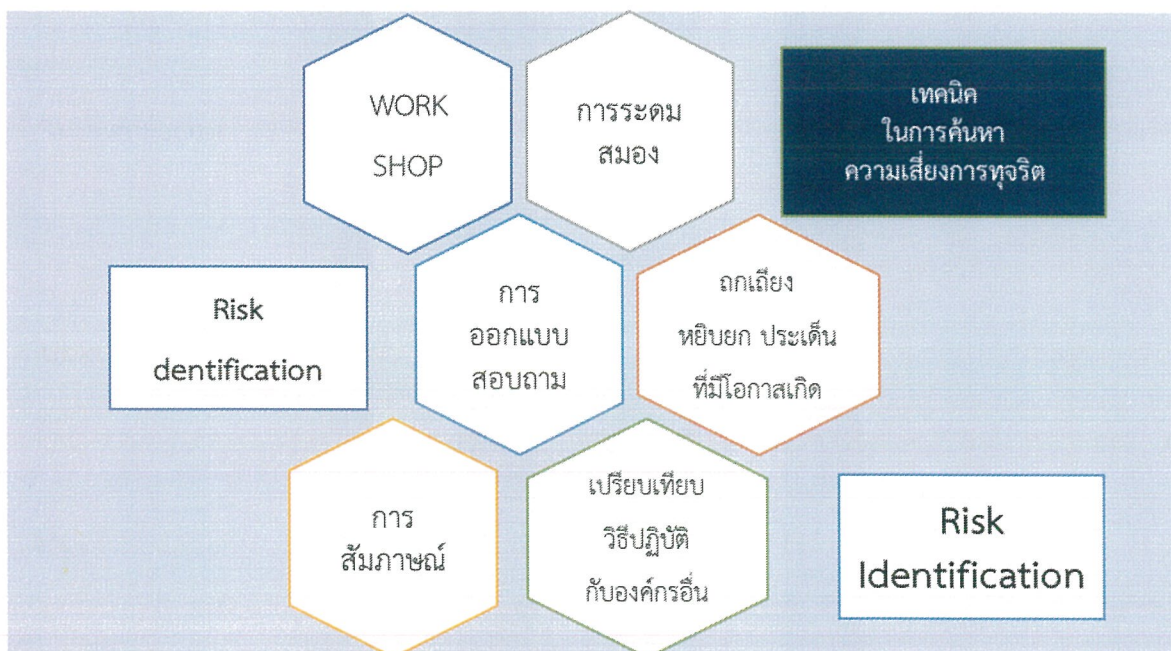 WORK
SHOP
การระดม
สมอง
เทคนิค
ในการค้นหา
ความเสี่ยงการทุจริต
Risk
dentification
การ
ออกแบบ
สอบถาม
ถกเถียง
หยิบยก ประเด็น
ที่มีโอกาสเกิด
การ
สัมภาษณ์
เปรียบเทียบ
วิธีปฏิบัติ
กับองค์กรอื่น
Risk
Identification